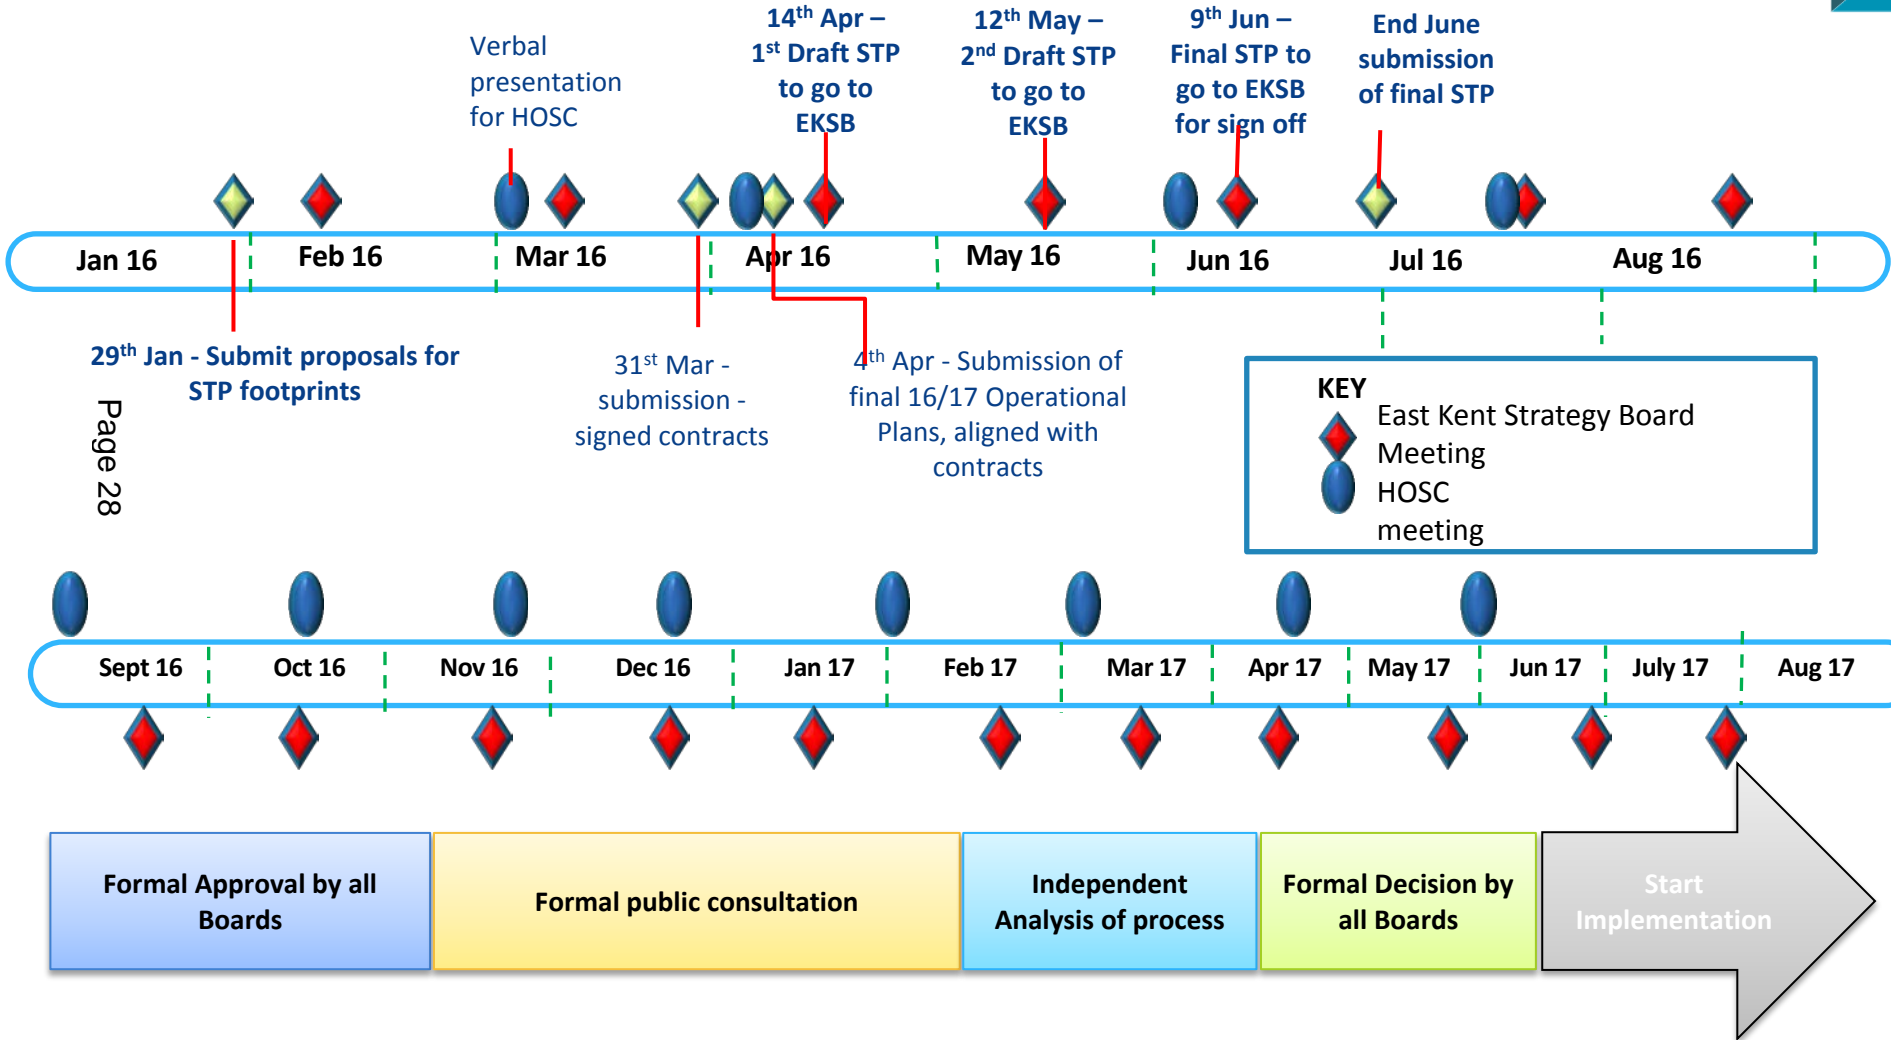 Verbal
presentation
for HOSC
14th Apr –
1st Draft STP
to go to
EKSB
12th May –
2nd Draft STP
to go to
EKSB
9th Jun –
Final STP to
go to EKSB
for sign off
End June
submission
of final STP
Jan 16
Feb 16
Mar 16
Apr 16
May 16
Jun 16
Jul 16
Aug 16
29th Jan - Submit proposals for
STP footprints
31st Mar -
submission -
signed contracts
4th Apr - Submission of
final 16/17 Operational
Plans, aligned with
contracts
KEY
East Kent Strategy Board
Meeting
HOSC
meeting
Page 28
Sept 16
Oct 16
Nov 16
Dec 16
Jan 17
Feb 17
Mar 17
Apr 17
May 17
Jun 17
July 17
Aug 17
Formal Approval by all
Boards
Formal public consultation
Independent
Analysis of process
Formal Decision by
all Boards
Start
Implementation